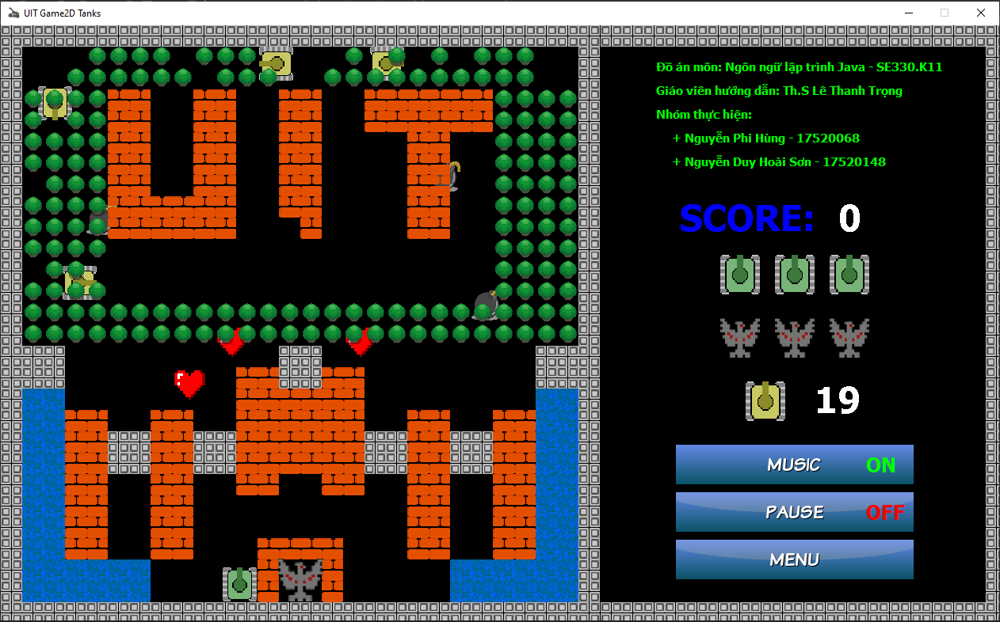 UIT Game2D Tanks
Đồ án môn: Ngôn ngữ lập trình Java - SE330.K11
Giáo viên hướng dẫn: Th.S Lê Thanh Trọng
Nhóm thực hiện:
+ Nguyễn Phi Hùng - 17520068
+ Nguyễn Duy Hoài Sơn - 17520148
SCORE: 0
19
MUSIC ON
PAUSE OFF
MENU
UIT